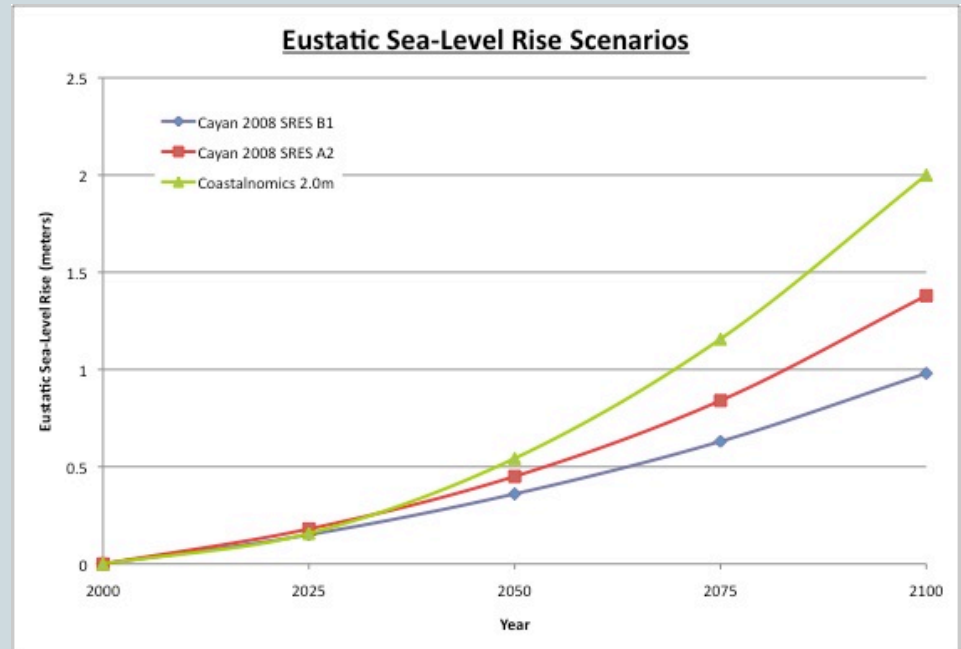 Eustatic Sea-Level Rise Scenarios
2.5
Cayan 2008 SRES B1
Cayan 2008 SRES A2
2
Coastalnomics 2.0m
1.5
Eustatic Sea-Level Rise (meters)
1
0.5
0
2000 2025 2050 2075 2100
Year